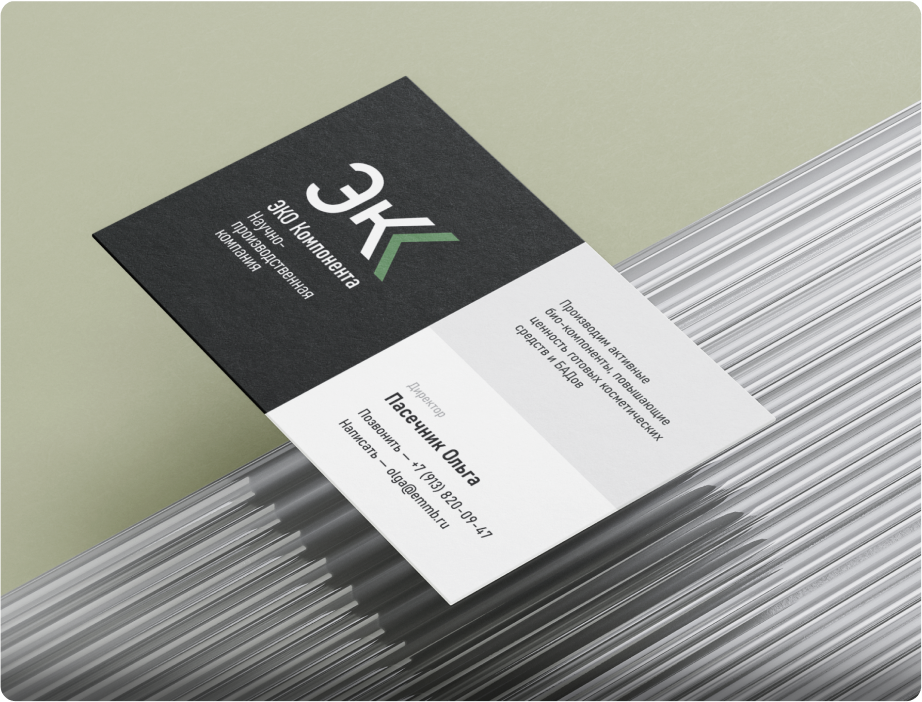 ЭК
ЭКО Компонента
Научно-
производственная
компания
Производим активные
био-компоненты, повышающие
ценность готовых косметических
средств и БАДов
Директор
Пасечник Ольга
Позвонить — +7 (913) 820-09-47
Написать — olga@emmb.ru